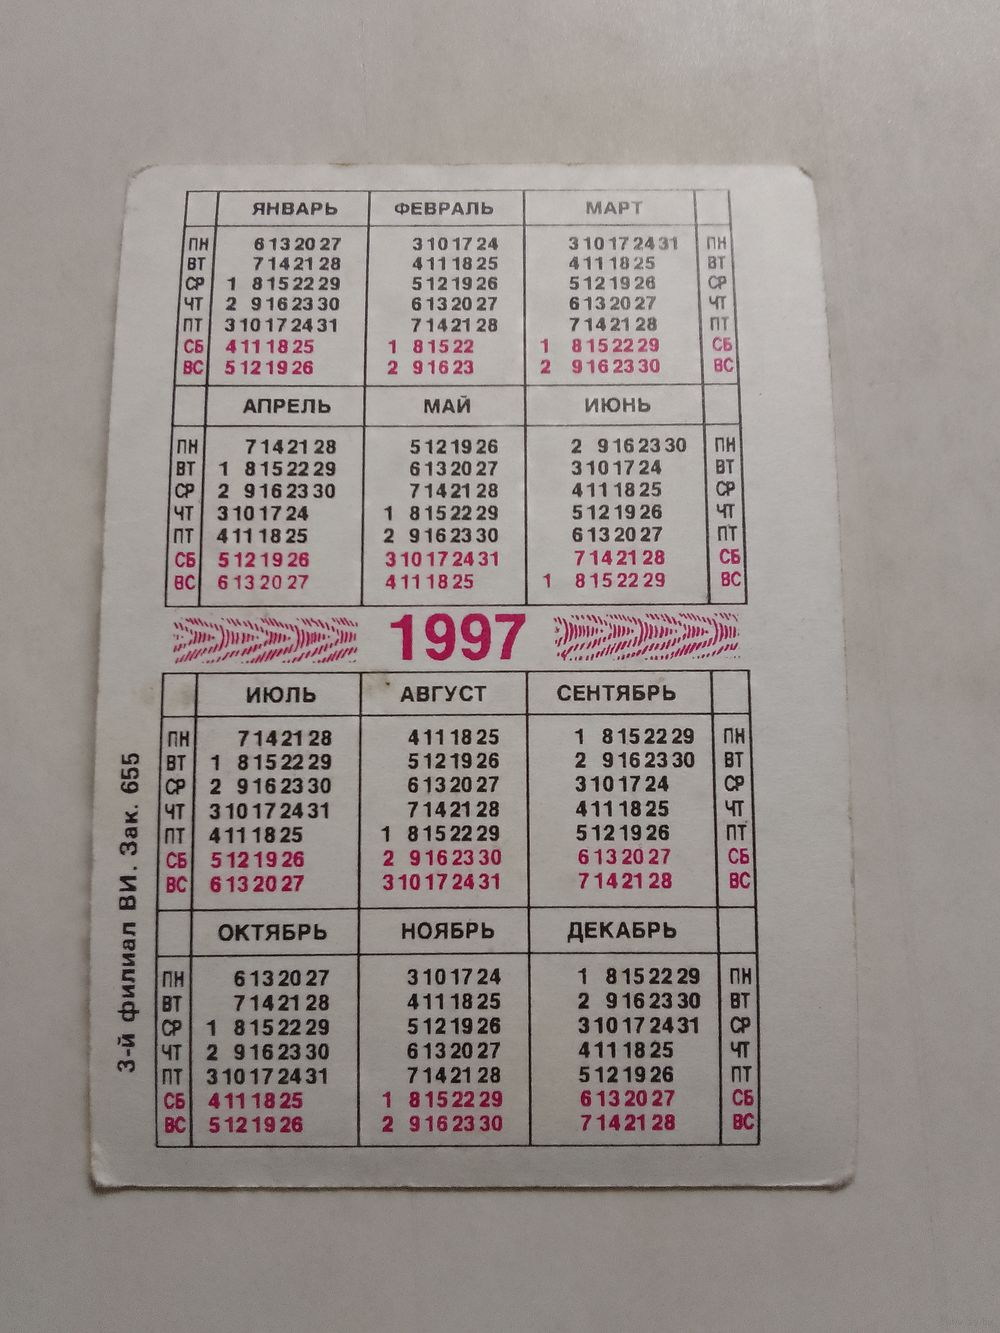 ЯНВАРЬ ФЕВРАЛЬ МАРТ
ПН 6 13 20 27 3 10 17 24 3 10 17 24 31 ПН
ВТ 7 14 21 28 4 11 18 25 4 11 18 25 ВТ
СР 1 8 15 22 29 5 12 19 26 5 12 19 26 СР
ЧТ 2 9 16 23 30 6 13 20 27 6 13 20 27 ЧТ
ПТ 3 10 17 24 31 7 14 21 28 7 14 21 28 ПТ
СБ 4 11 18 25 1 8 15 22 1 8 15 22 29 СБ
ВС 5 12 19 26 2 9 16 23 2 9 16 23 30 ВС
АПРЕЛЬ МАЙ ИЮНЬ
ПН 7 14 21 28 5 12 19 26 2 9 16 23 30 ПН
ВТ 1 8 15 22 29 6 13 20 27 3 10 17 24 ВТ
СР 2 9 16 23 30 7 14 21 28 4 11 18 25 СР
ЧТ 3 10 17 24 1 8 15 22 29 5 12 19 26 ЧТ
ПТ 4 11 18 25 2 9 16 23 30 6 13 20 27 ПТ
СБ 5 12 19 26 3 10 17 24 31 7 14 21 28 СБ
ВС 6 13 20 27 4 11 18 25 1 8 15 22 29 ВС
1997
ИЮЛЬ АВГУСТ СЕНТЯБРЬ
ПН 7 14 21 28 4 11 18 25 1 8 15 22 29 ПН
ВТ 1 8 15 22 29 5 12 19 26 2 9 16 23 30 ВТ
СР 2 9 16 23 30 6 13 20 27 3 10 17 24 СР
ЧТ 3 10 17 24 31 7 14 21 28 4 11 18 25 ЧТ
ПТ 4 11 18 25 1 8 15 22 29 5 12 19 26 ПТ
СБ 5 12 19 26 2 9 16 23 30 6 13 20 27 СБ
ВС 6 13 20 27 3 10 17 24 31 7 14 21 28 ВС
ОКТЯБРЬ НОЯБРЬ ДЕКАБРЬ
ПН 6 13 20 27 3 10 17 24 1 8 15 22 29 ПН
ВТ 7 14 21 28 4 11 18 25 2 9 16 23 30 ВТ
СР 1 8 15 22 29 5 12 19 26 3 10 17 24 31 СР
ЧТ 2 9 16 23 30 6 13 20 27 4 11 18 25 ЧТ
ПТ 3 10 17 24 31 7 14 21 28 5 12 19 26 ПТ
СБ 4 11 18 25 1 8 15 22 29 6 13 20 27 СБ
ВС 5 12 19 26 2 9 16 23 30 7 14 21 28 ВС
3-й филиал ВИ. Зак. 655